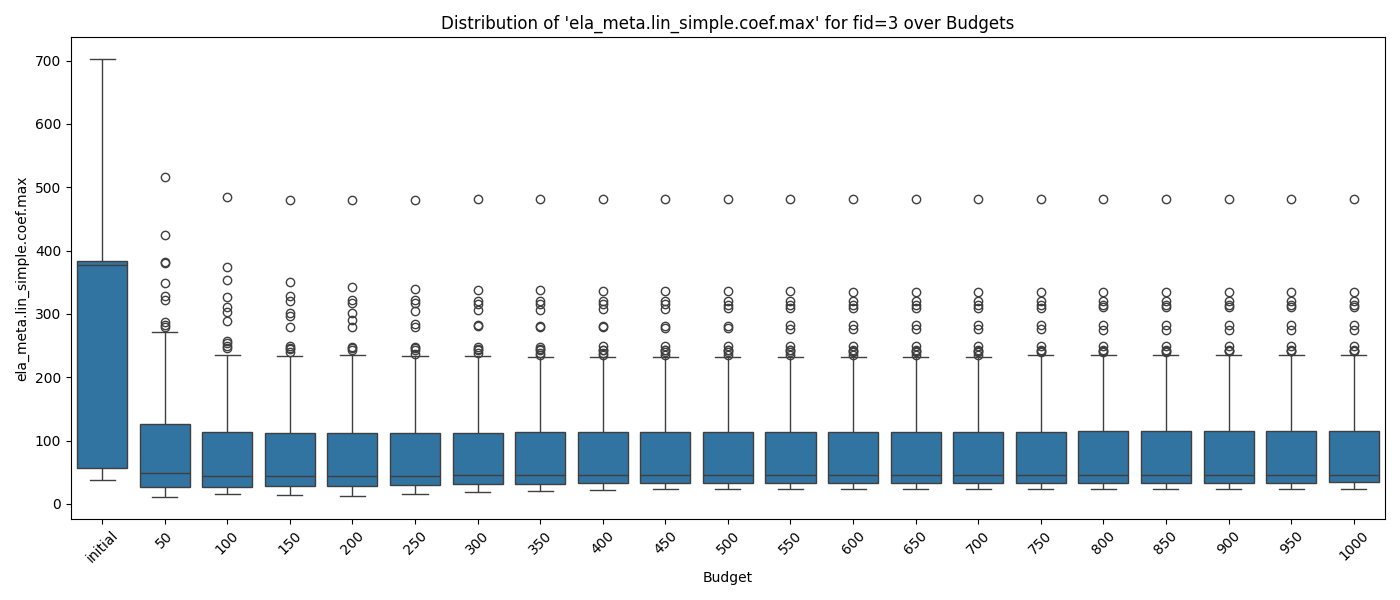 Distribution of 'ela_meta.lin_simple.coef.max' for fid=3 over Budgets
ela_meta.lin_simple.coef.max
700
600
500
400
300
200
100
0
initial 50 100 150 200 250 300 350 400 450 500 550 600 650 700 750 800 850 900 950 1000
Budget